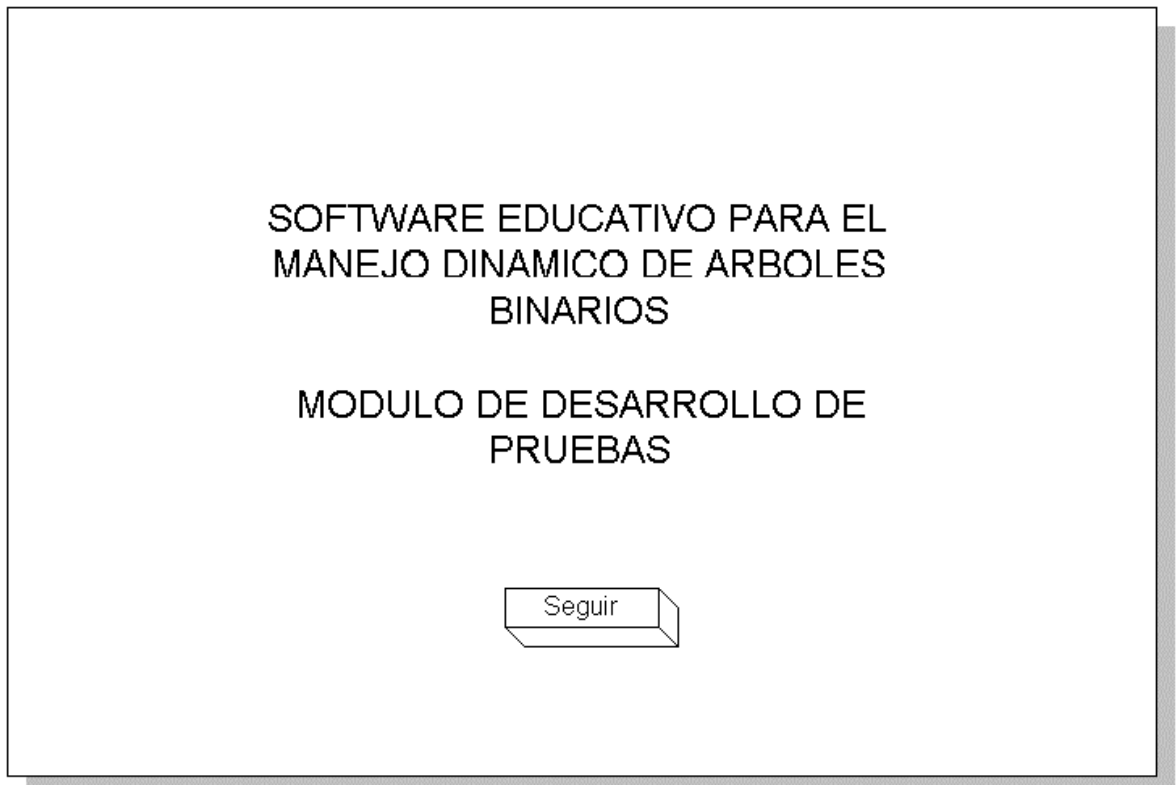 SOFTWARE EDUCATIVO PARA EL
MANEJO DINAMICO DE ARBOLES
BINARIOS
MODULO DE DESARROLLO DE
PRUEBAS
Seguir